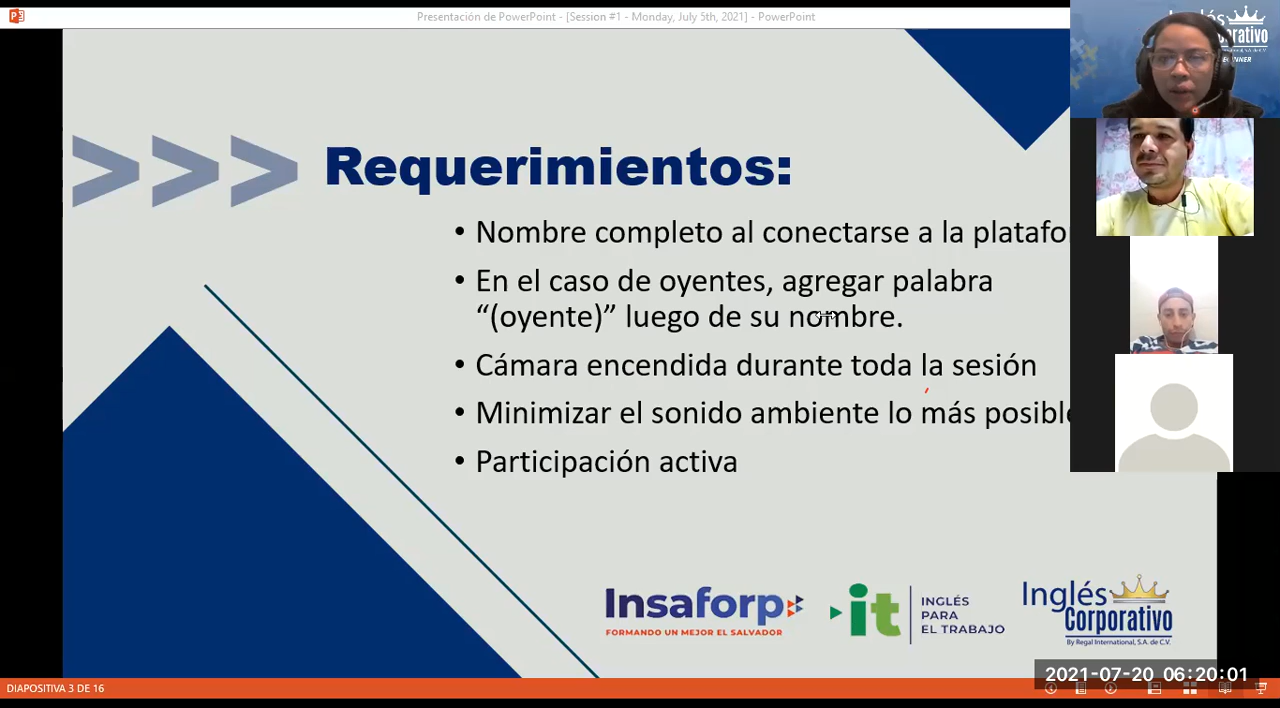 Presentación de PowerPoint - [Session #1 - Monday, July 5th, 2021] - PowerPoint
Inglés
Requerimientos:
• Nombre completo al conectarse a la platafo
• En el caso de oyentes, agregar palabra
“(oyente)” luego de su nombre.
• Cámara encendida durante toda la sesión
• Minimizar el sonido ambiente lo más posible
• Participación activa
Insaforp
FORMANDO UN MEJOR EL SALVADOR
it
INGLÉS
PARA
EL TRABAJO
Inglés
Corporativo
By Regal International, S.A. de C.V.
2021-07-20 06:20:01
DIAPOSITIVA 3 DE 16